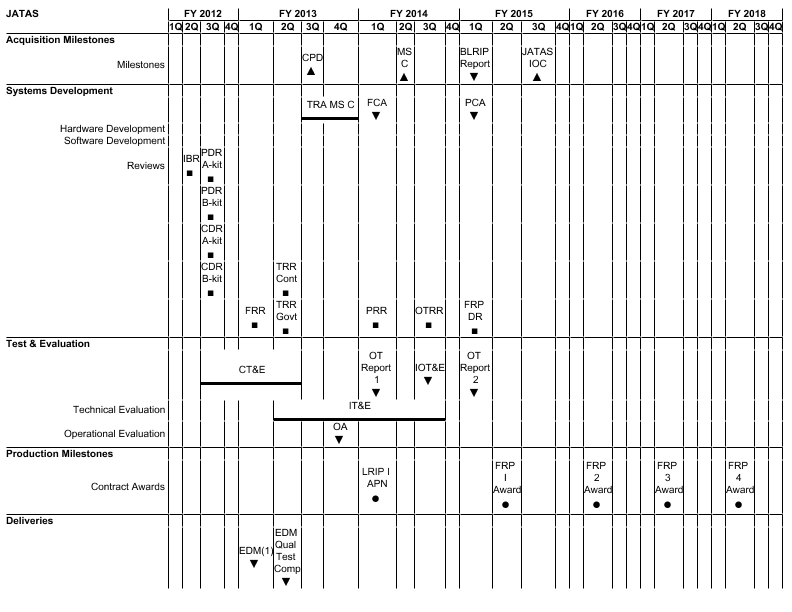 JATAS FY 2012 FY 2013 FY 2014 FY 2015 FY 2016 FY 2017 FY 2018
1Q 2Q 3Q 4Q 1Q 2Q 3Q 4Q 1Q 2Q 3Q 4Q 1Q 2Q 3Q 4Q 1Q 2Q 3Q 4Q 1Q 2Q 3Q 4Q 1Q 2Q 3Q 4Q
Acquisition Milestones
Milestones
CPD
MS
C
BLRIP
Report
JATAS
IOC
Systems Development
TRA MS C
FCA
PCA
Hardware Development
Software Development
Reviews
IBR
PDR
A-kit
PDR
B-kit
CDR
A-kit
CDR
B-kit
TRR
Cont
FRR
TRR
Govt
PRR
OTRR
FRP
DR
Test & Evaluation
CT&E
OT
Report
1
IOT&E
OT
Report
2
Technical Evaluation
IT&E
Operational Evaluation
OA
Production Milestones
Contract Awards
LRIP I
APN
FRP
I
Award
FRP
2
Award
FRP
3
Award
FRP
4
Award
Deliveries
EDM(1)
EDM
Qual
Test
Comp